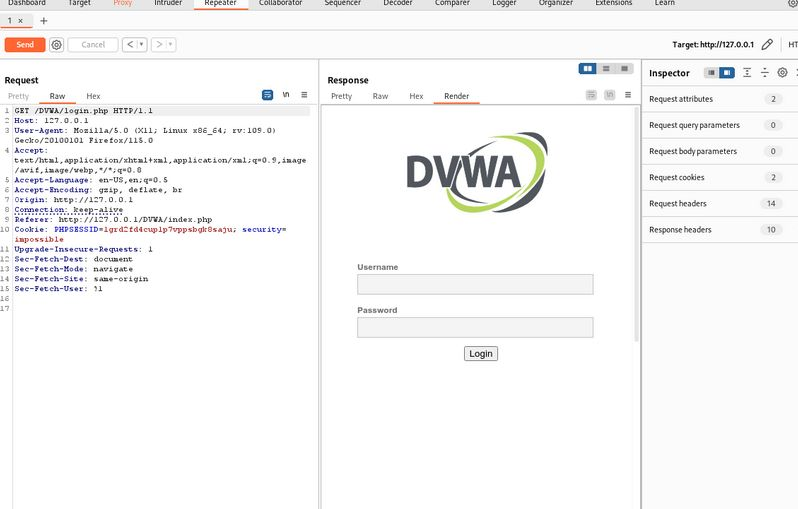 Dashboard Target Proxy Intruder Repeater Collaborator Sequencer Decoder Comparer Logger Organizer Extensions Learn
1 × +
Send Cancel < >
Target: http://127.0.0.1
Request
Pretty Raw Hex
\n
1 GET /DVWA/login.php HTTP/1.1
2 Host: 127.0.0.1
3 User-Agent: Mozilla/5.0 (X11; Linux x86_64; rv:109.0)
Gecko/20100101 Firefox/115.0
4 Accept:
text/html,application/xhtml+xml,application/xml;q=0.9,image
/avif,image/webp,*/*;q=0.8
5 Accept-Language: en-US,en;q=0.5
6 Accept-Encoding: gzip, deflate, br
7 Origin: http://127.0.0.1
8 Connection: keep-alive
9 Referer: http://127.0.0.1/DVWA/index.php
10 Cookie: PHPSESSID=lgrd2fd4cuplp7vppsbgk8saju; security=
impossible
11 Upgrade-Insecure-Requests: 1
12 Sec-Fetch-Dest: document
13 Sec-Fetch-Mode: navigate
14 Sec-Fetch-Site: same-origin
15 Sec-Fetch-User: ?1
16
17
Response
Pretty Raw Hex Render
\n
DVWA
Username
Password
Login
Inspector
Request attributes 2
Request query parameters 0
Request body parameters 0
Request cookies 2
Request headers 14
Response headers 10